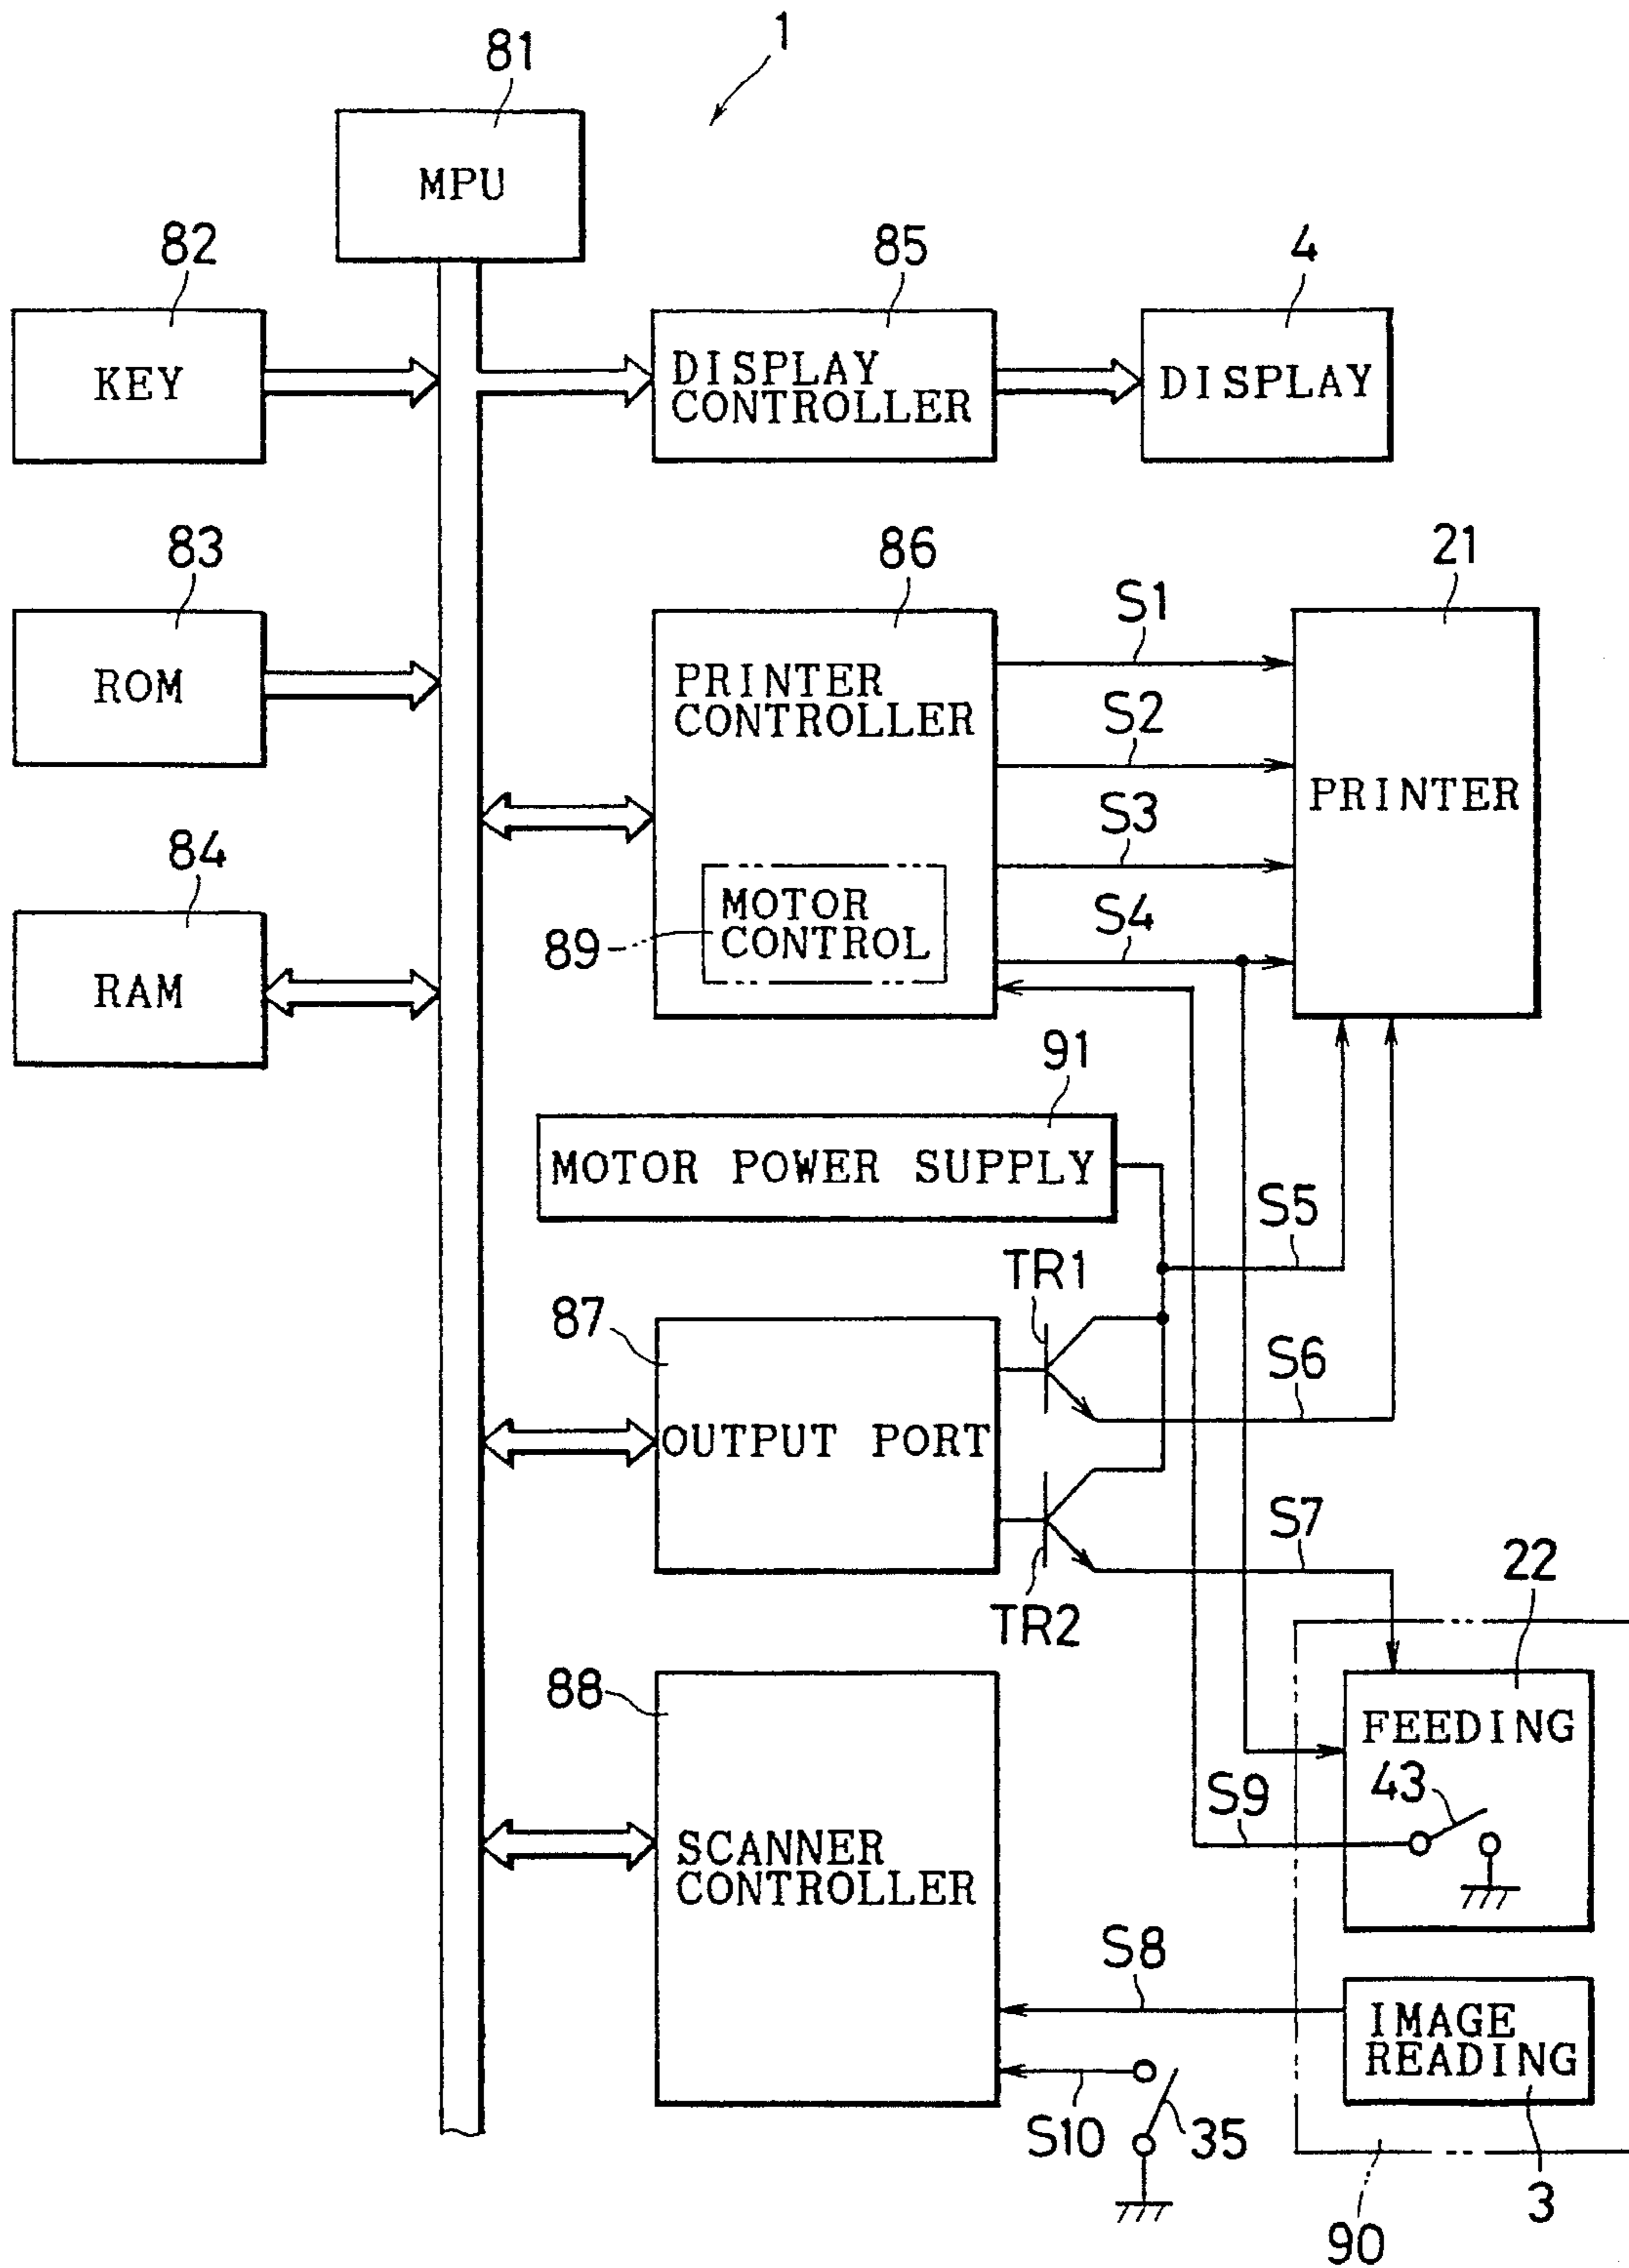 1
81
MPU
82
85
4
KEY
DISPLAY
CONTROLLER
DISPLAY
83
86
21
ROM
PRINTER
CONTROLLER
S1
S2
PRINTER
S3
84
MOTOR
CONTROL
89
S4
RAM
91
MOTOR POWER SUPPLY
S5
TR1
87
S6
OUTPUT PORT
S7
TR2
22
88
FEEDING
43
S9
SCANNER
CONTROLLER
S8
IMAGE
READING
S10
35
3
90